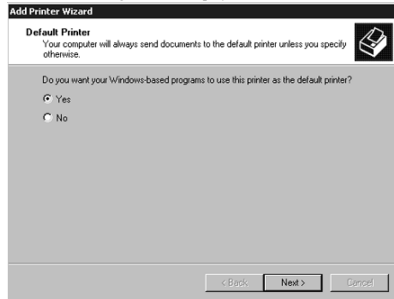 Add Printer Wizard
Default Printer
Your computer will always send documents to the default printer unless you specify
otherwise.
Do you want your Windows-based programs to use this printer as the default printer?
Yes
No
< Back
Next >
Cancel